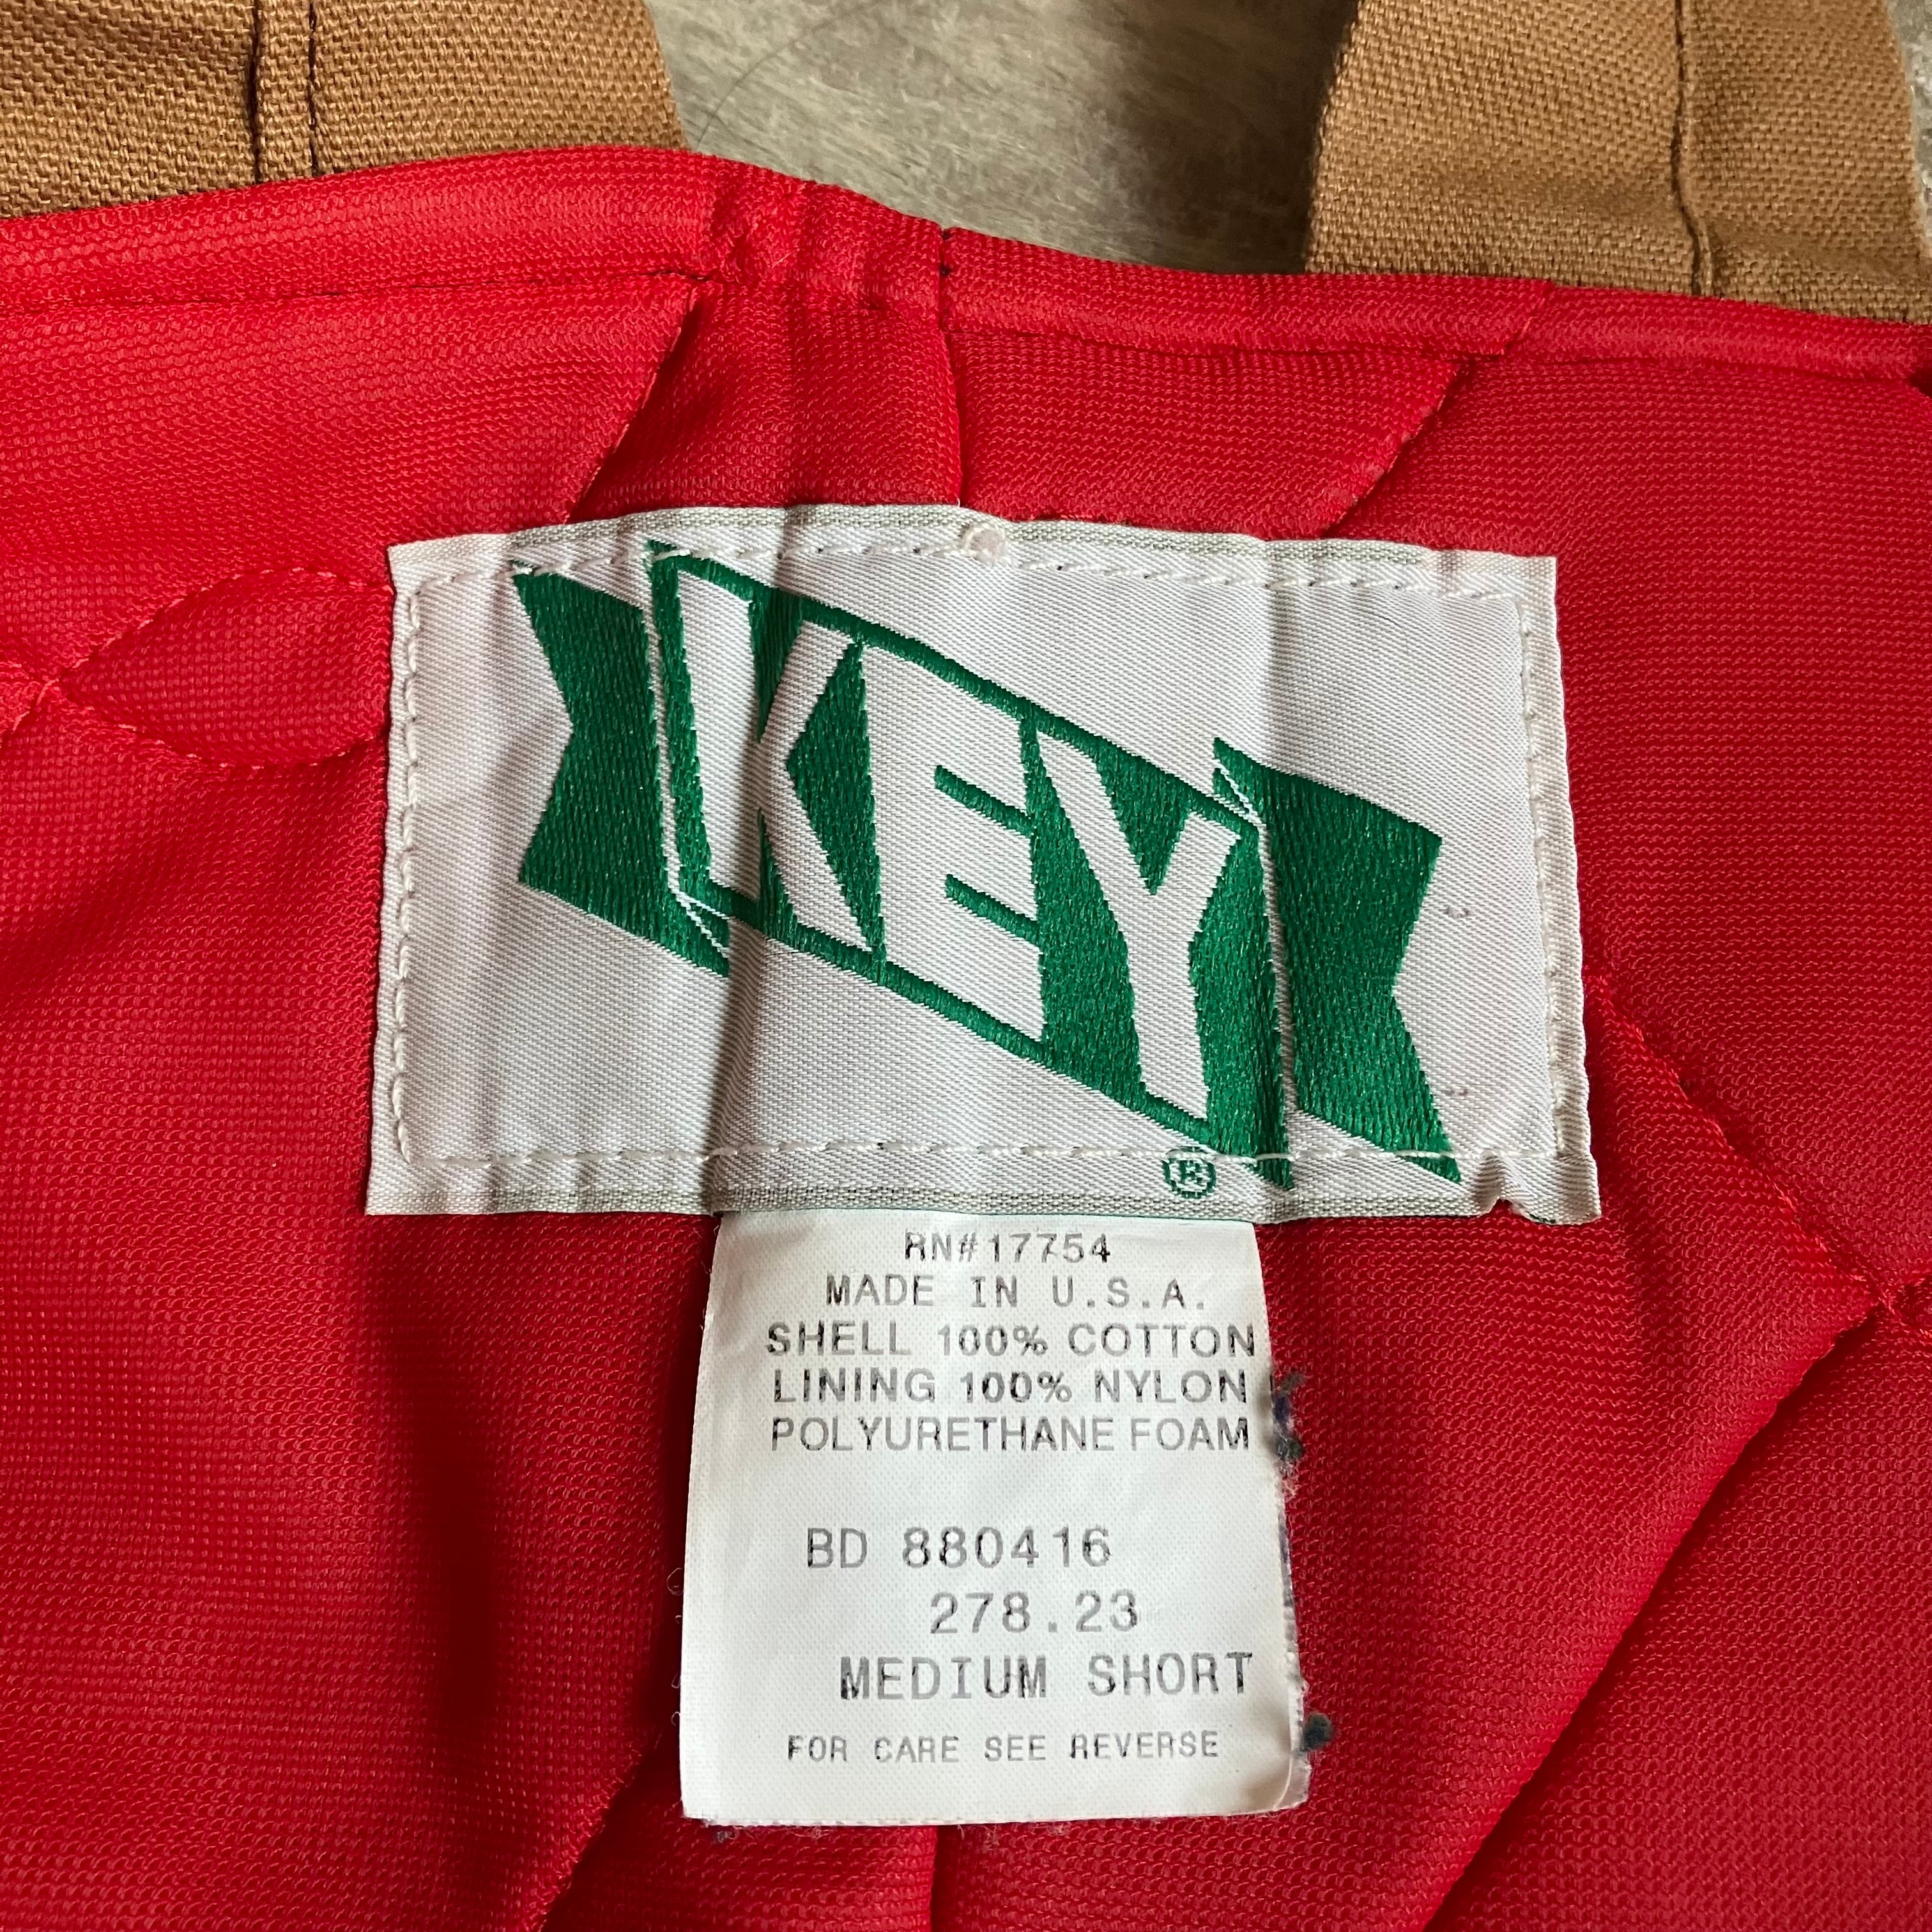 KEY
®
RN#17754
MADE IN U.S.A.
SHELL 100% COTTON
LINING 100% NYLON
POLYURETHANE FOAM
BD 880416
278.23
MEDIUM SHORT
FOR CARE SEE REVERSE